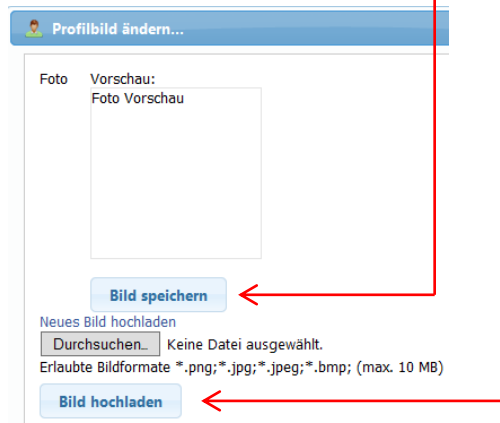 Profilbild ändern...
Foto Vorschau:
Foto Vorschau
Bild speichern
Neues Bild hochladen
Durchsuchen... Keine Datei ausgewählt.
Erlaubte Bildformate *.png;*.jpg;*.jpeg;*.bmp; (max. 10 MB)
Bild hochladen